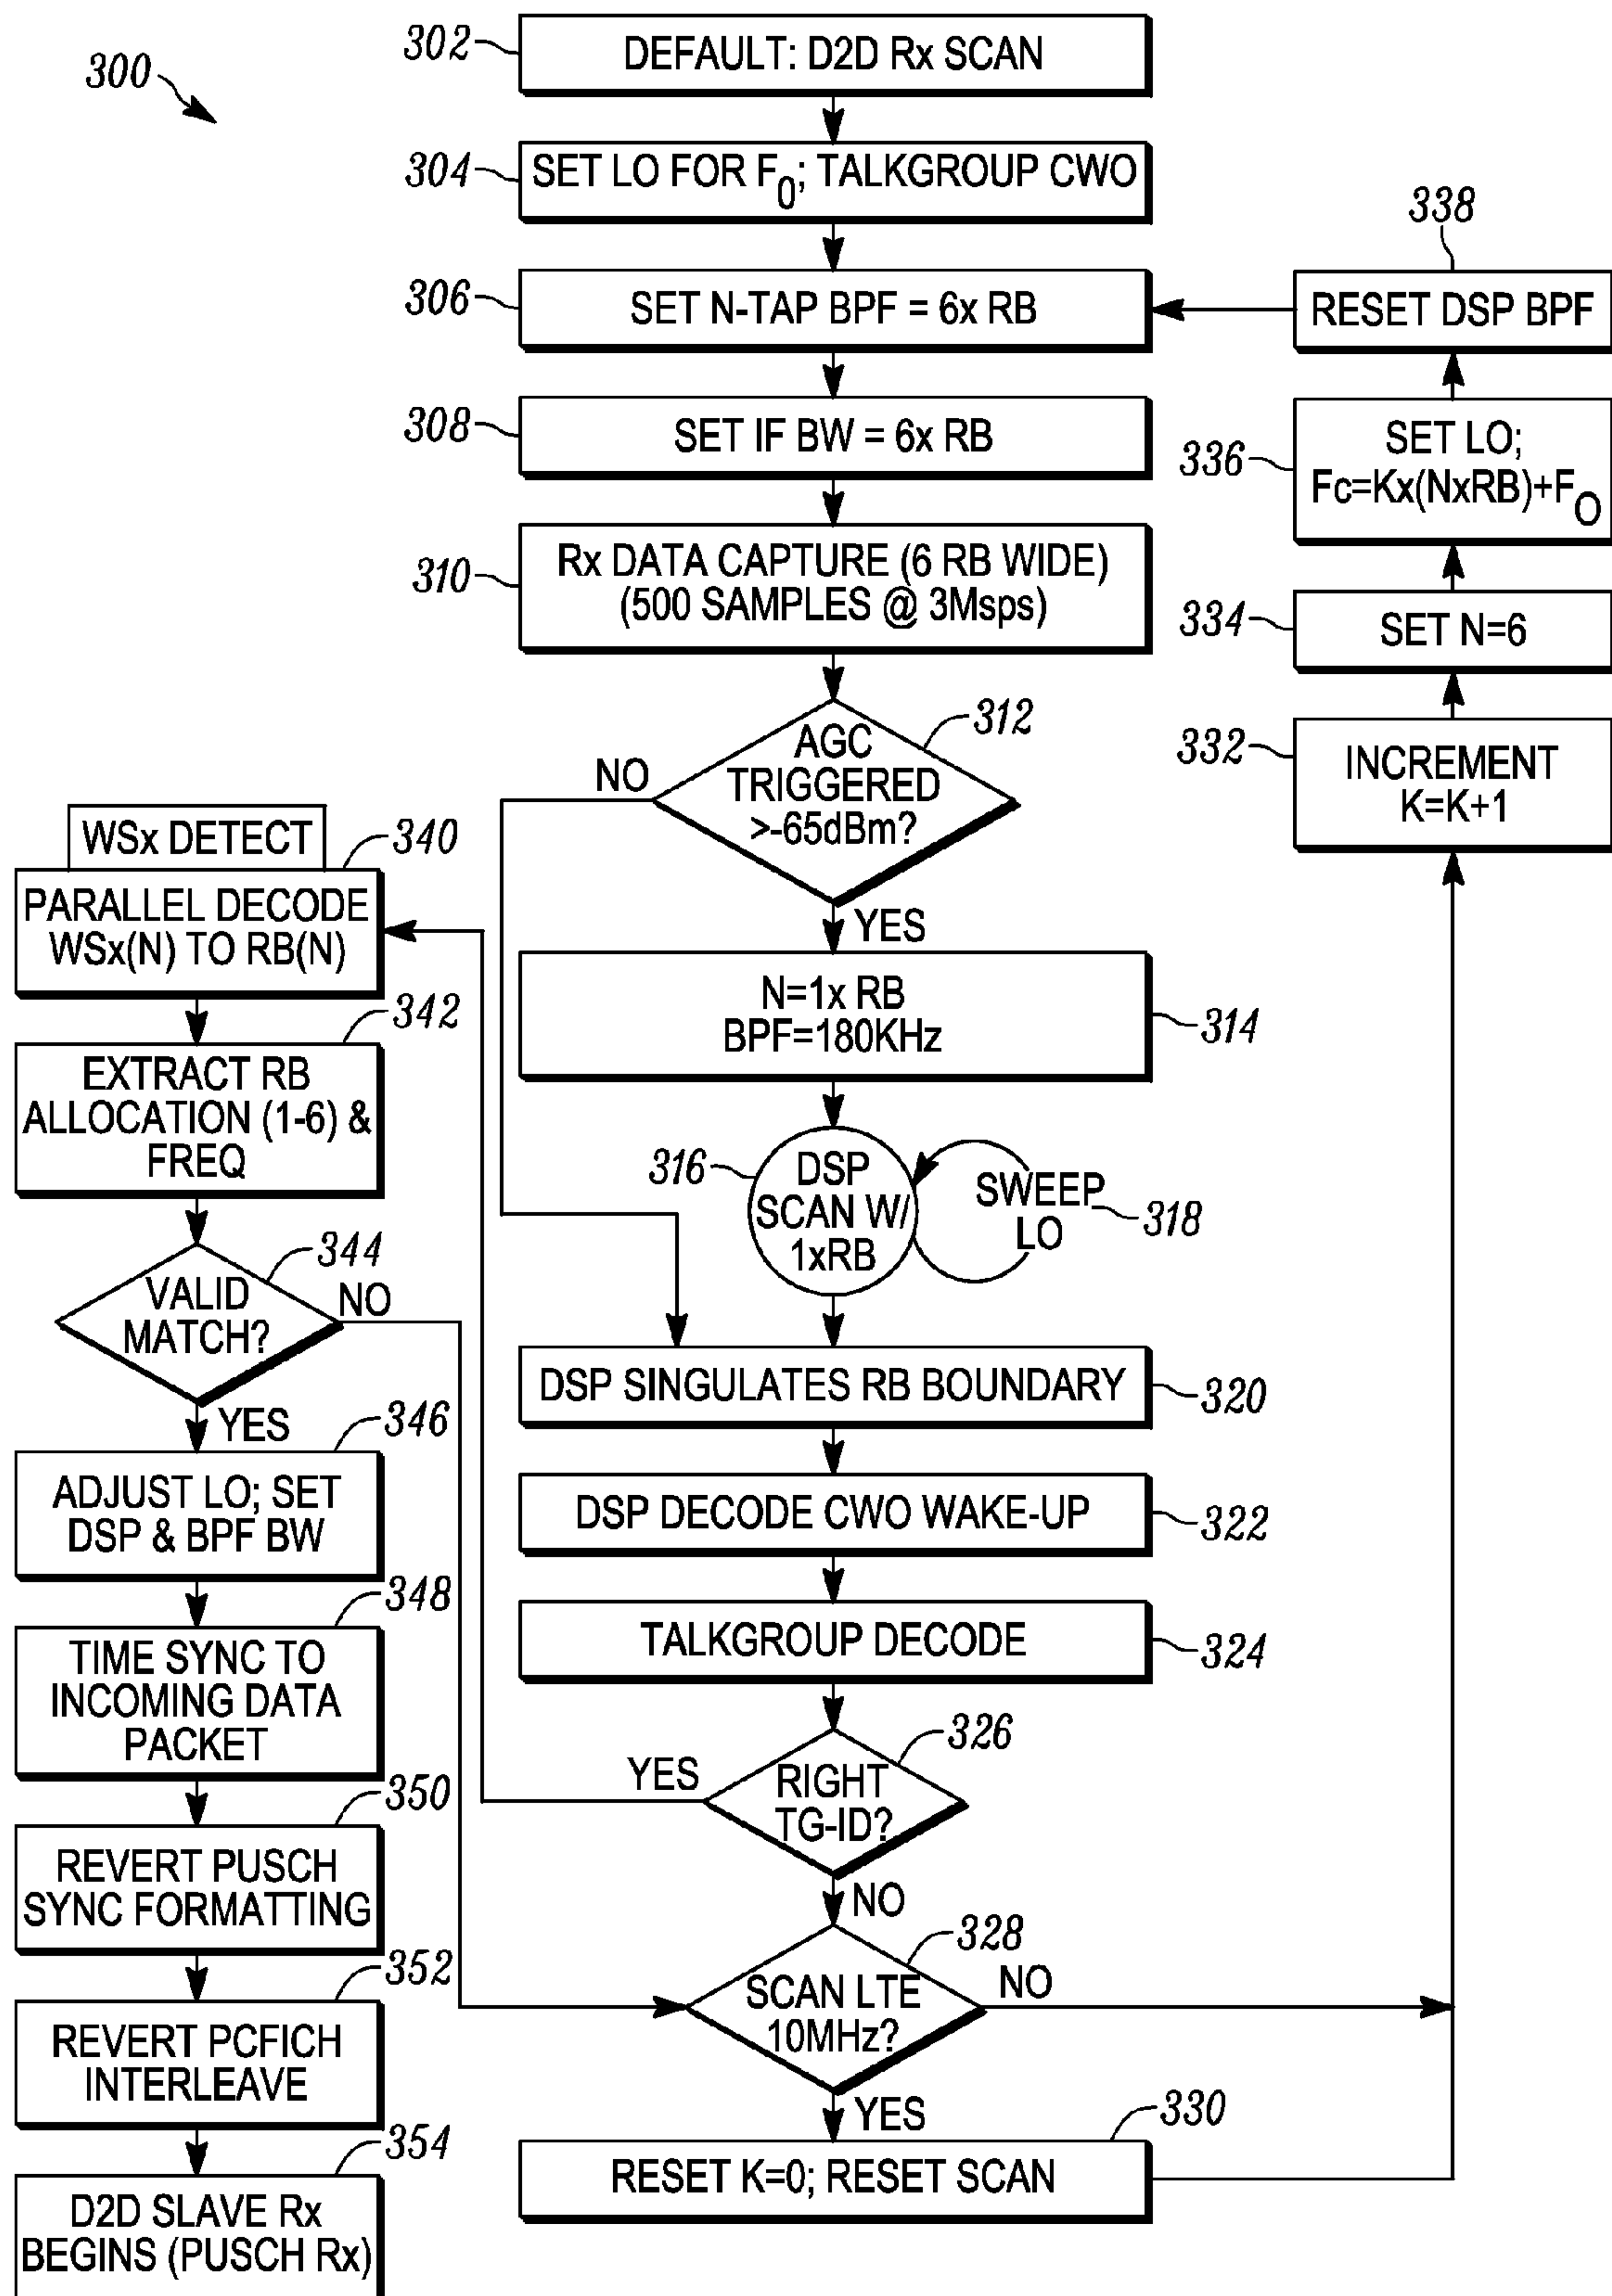 300
302
DEFAULT: D2D Rx SCAN
304
SET LO FOR F0; TALKGROUP CWO
306
SET N-TAP BPF = 6x RB
308
SET IF BW = 6x RB
310
Rx DATA CAPTURE (6 RB WIDE)
(500 SAMPLES @ 3Msps)
312
AGC
TRIGGERED
>-65dBm?
NO
YES
314
N=1x RB
BPF=180KHz
316
DSP
SCAN W/
1xRB
SWEEP
LO
318
DSP SINGULATES RB BOUNDARY
320
DSP DECODE CWO WAKE-UP
322
TALKGROUP DECODE
324
326
RIGHT
TG-ID?
YES
NO
328
SCAN LTE
10MHz?
NO
YES
330
RESET K=0; RESET SCAN
332
INCREMENT
K=K+1
334
SET N=6
336
SET LO;
Fc=Kx(NxRB)+FO
338
RESET DSP BPF
WSx DETECT
340
PARALLEL DECODE
WSx(N) TO RB(N)
342
EXTRACT RB
ALLOCATION (1-6) &
FREQ
344
VALID
MATCH?
NO
YES
346
ADJUST LO; SET
DSP & BPF BW
348
TIME SYNC TO
INCOMING DATA
PACKET
350
REVERT PUSCH
SYNC FORMATTING
352
REVERT PCFICH
INTERLEAVE
354
D2D SLAVE Rx
BEGINS (PUSCH Rx)